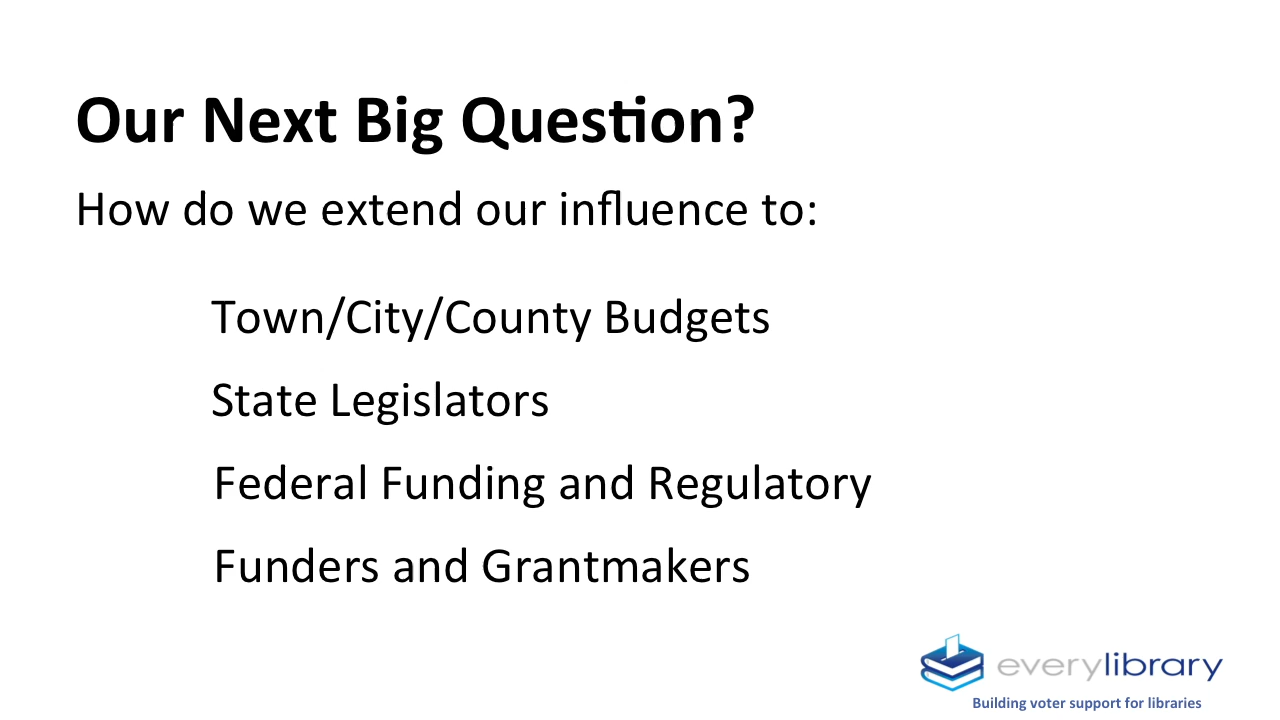 Our Next Big Question?
How do we extend our influence to:
Town/City/County Budgets
State Legislators
Federal Funding and Regulatory
Funders and Grantmakers
everylibrary
Building voter support for libraries